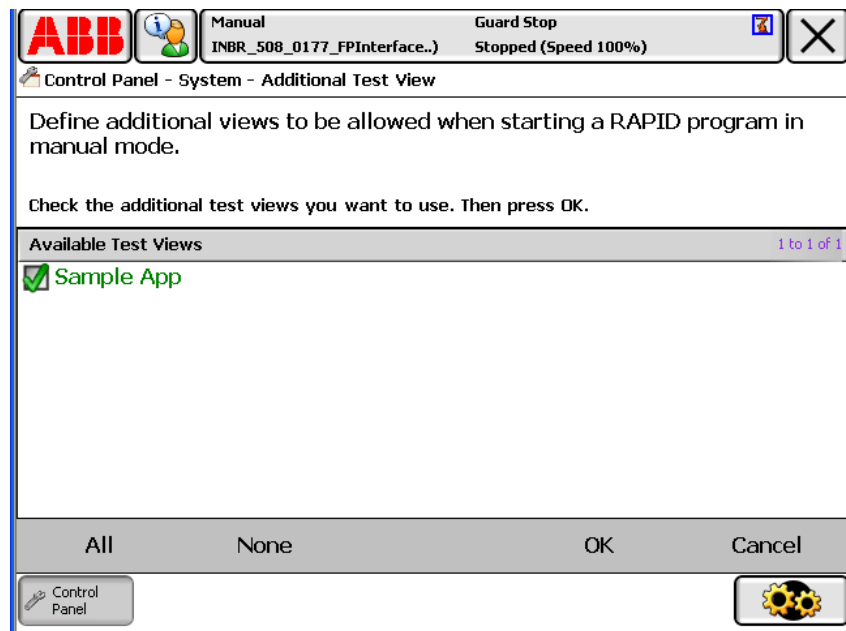 ABB
Manual
Guard Stop
INBR_508_0177_FPInterface..)
Stopped (Speed 100%)
Control Panel - System - Additional Test View
Define additional views to be allowed when starting a RAPID program in
manual mode.
Check the additional test views you want to use. Then press OK.
Available Test Views
1 to 1 of 1
Sample App
All
None
OK
Cancel
Control
Panel